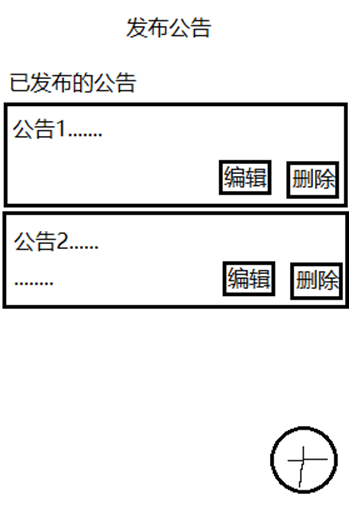 发布公告
已发布的公告
公告1.......
编辑 删除
公告2......
........
编辑 删除